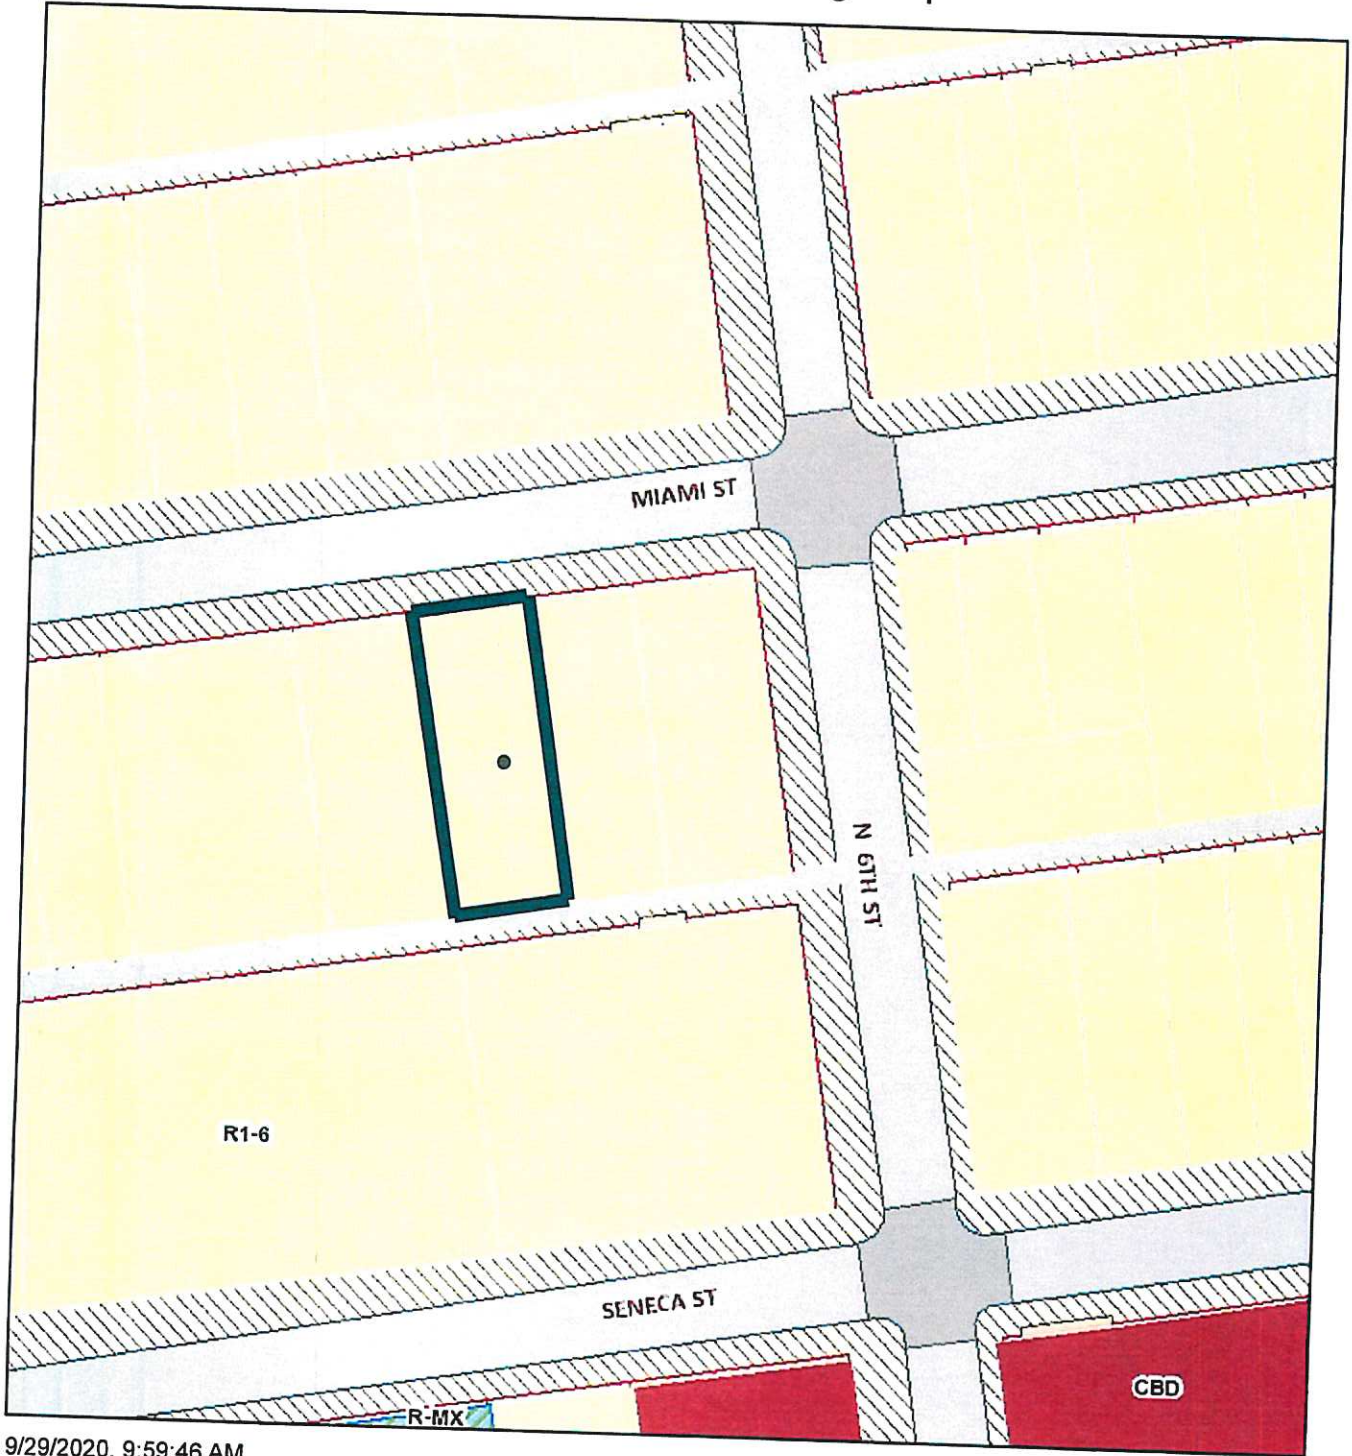 MIAMI ST
N 6TH ST
R1-6
SENECA ST
CBD
R-MX
9/29/2020, 9:59:46 AM